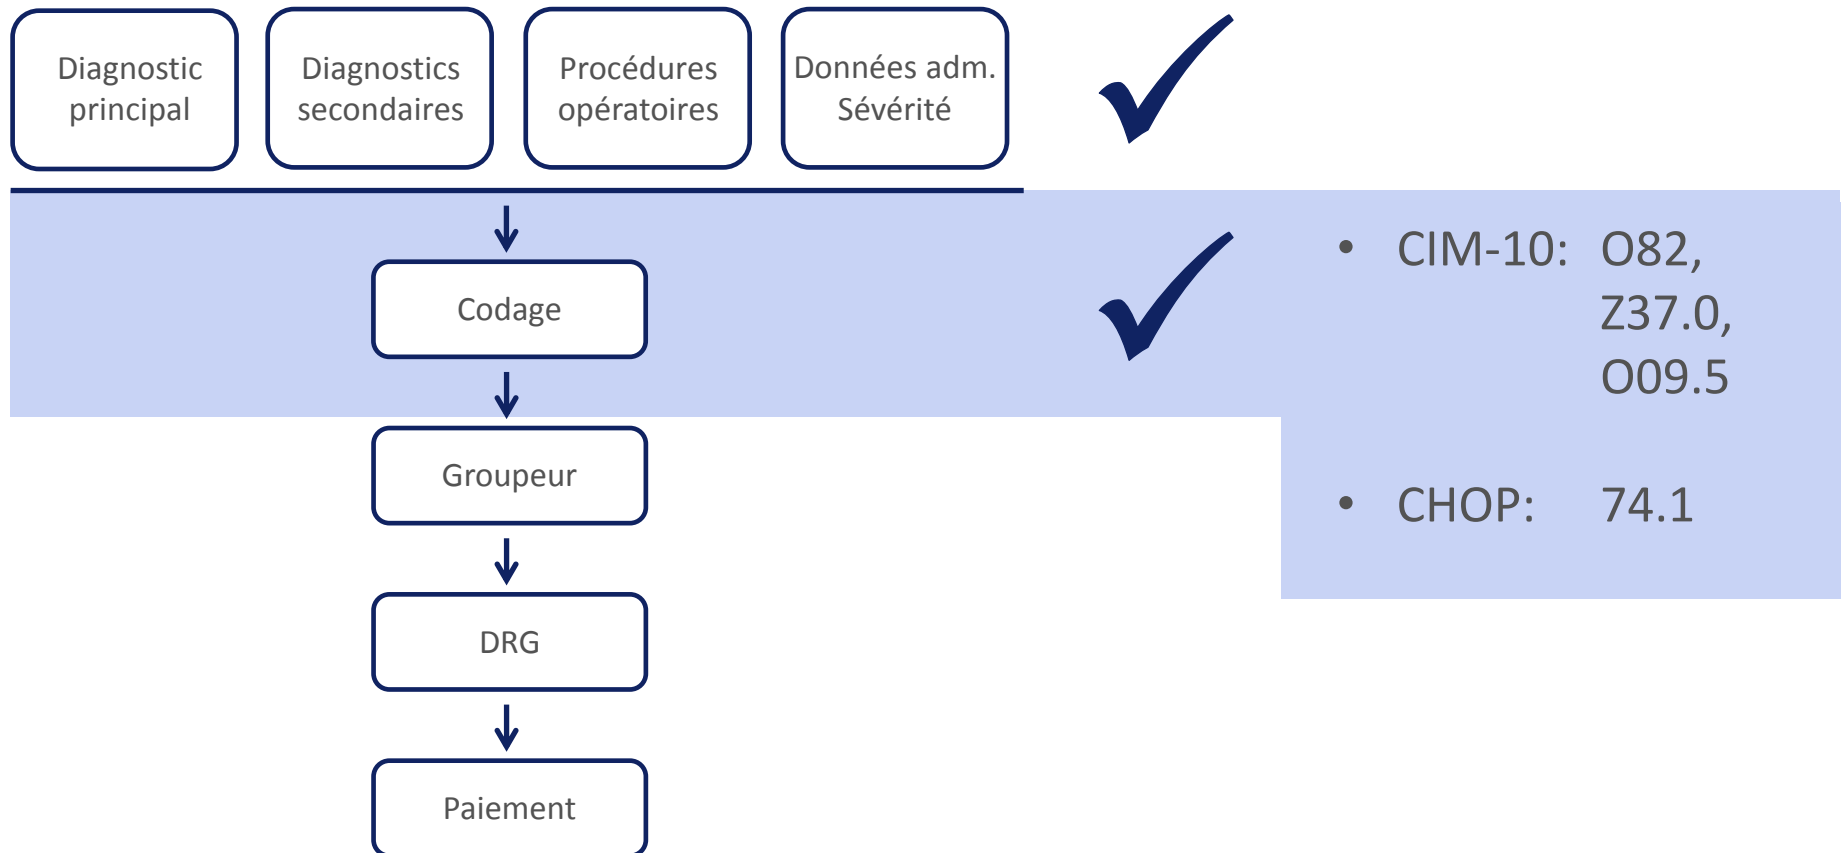 Diagnostic
principal
Diagnostics
secondaires
Procédures
opératoires
Données adm.
Sévérité
Codage
• CIM-10: O82,
Z37.0,
O09.5
Groupeur
• CHOP: 74.1
DRG
Paiement